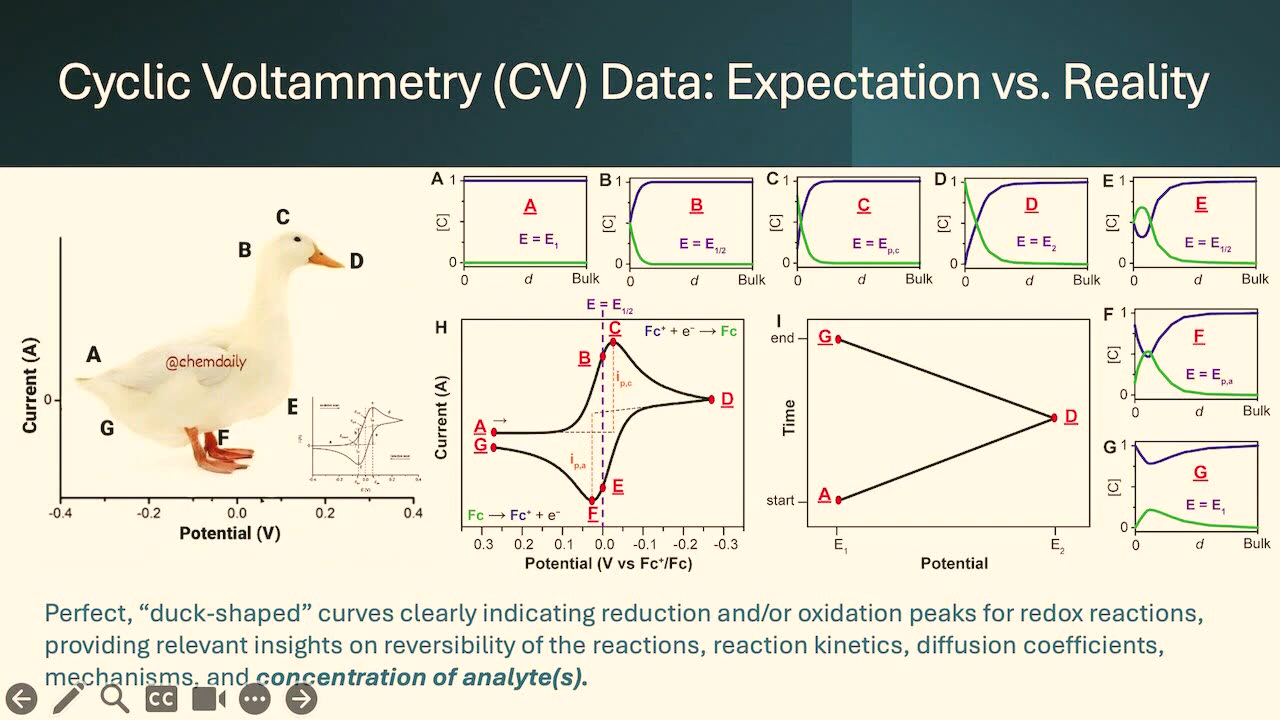 Cyclic Voltammetry (CV) Data: Expectation vs. Reality
C
B
D
A
@chemdaily
E
G
F
Current (A)
0
-0.4
-0.2
0.0
0.2
0.4
Potential (V)
A
1
[C]
0
A
E = E₁
0
d
Bulk
B
1
[C]
0
B
E = E₁/₂
0
d
Bulk
C
1
[C]
0
C
E = Eₚ,c
0
d
Bulk
D
1
[C]
0
D
E = E₂
0
d
Bulk
E
1
[C]
0
E
E = E₁/₂
0
d
Bulk
H
E = E₁/₂
C
Fc⁺ + e⁻ → Fc
B
iₚ,c
D
A →
G
iₚ,a
E
F
Fc → Fc⁺ + e⁻
Current (A)
0.3
0.2
0.1
0.0
-0.1
-0.2
-0.3
Potential (V vs Fc⁺/Fc)
I
end
G
D
A
start
Time
E₁
E₂
Potential
F
1
[C]
0
F
E = Eₚ,a
0
d
Bulk
G
1
[C]
0
G
E = E₁
0
d
Bulk
Perfect, “duck-shaped” curves clearly indicating reduction and/or oxidation peaks for redox reactions,
providing relevant insights on reversibility of the reactions, reaction kinetics, diffusion coefficients,
mechanisms, and concentration of analyte(s).
CC